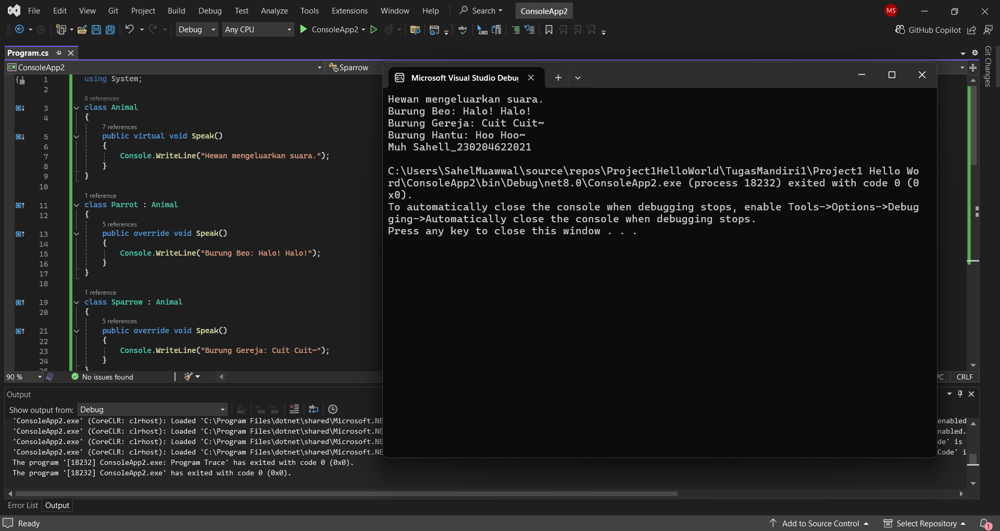 File Edit View Git Project Build Debug Test Analyze Tools Extensions Window Help Search ConsoleApp2 MS
Debug Any CPU ConsoleApp2 GitHub Copilot
Program.cs
Git Changes
C# ConsoleApp2 Sparrow
1 using System;
2
8 references
3 class Animal
4 {
7 references
5 public virtual void Speak()
6 {
7 Console.WriteLine("Hewan mengeluarkan suara.");
8 }
9 }
10
1 reference
11 class Parrot : Animal
12 {
5 references
13 public override void Speak()
14 {
15 Console.WriteLine("Burung Beo: Halo! Halo!");
16 }
17 }
18
1 reference
19 class Sparrow : Animal
20 {
5 references
21 public override void Speak()
22 {
23 Console.WriteLine("Burung Gereja: Cuit Cuit~");
24 }
25 }
90 % No issues found
PC CRLF
Microsoft Visual Studio Debug
Hewan mengeluarkan suara.
Burung Beo: Halo! Halo!
Burung Gereja: Cuit Cuit~
Burung Hantu: Hoo Hoo~
Muh Sahell_230204622021
C:\Users\SahelMuawwal\source\repos\Project1HelloWorld\TugasMandiri1\Project1 Hello Wo
rd\ConsoleApp2\bin\Debug\net8.0\ConsoleApp2.exe (process 18232) exited with code 0 (0
x0).
To automatically close the console when debugging stops, enable Tools->Options->Debug
ging->Automatically close the console when debugging stops.
Press any key to close this window . . .
Output
Show output from: Debug
'ConsoleApp2.exe' (CoreCLR: clrhost): Loaded 'C:\Program Files\dotnet\shared\Microsoft.NE enabled
'ConsoleApp2.exe' (CoreCLR: clrhost): Loaded 'C:\Program Files\dotnet\shared\Microsoft.NE nabled.
'ConsoleApp2.exe' (CoreCLR: clrhost): Loaded 'C:\Program Files\dotnet\shared\Microsoft.NE de' is
'ConsoleApp2.exe' (CoreCLR: clrhost): Loaded 'C:\Program Files\dotnet\shared\Microsoft.NE Code' i
The program '[18232] ConsoleApp2.exe: Program Trace' has exited with code 0 (0x0).
The program '[18232] ConsoleApp2.exe' has exited with code 0 (0x0).
Error List Output
Ready Add to Source Control Select Repository 1